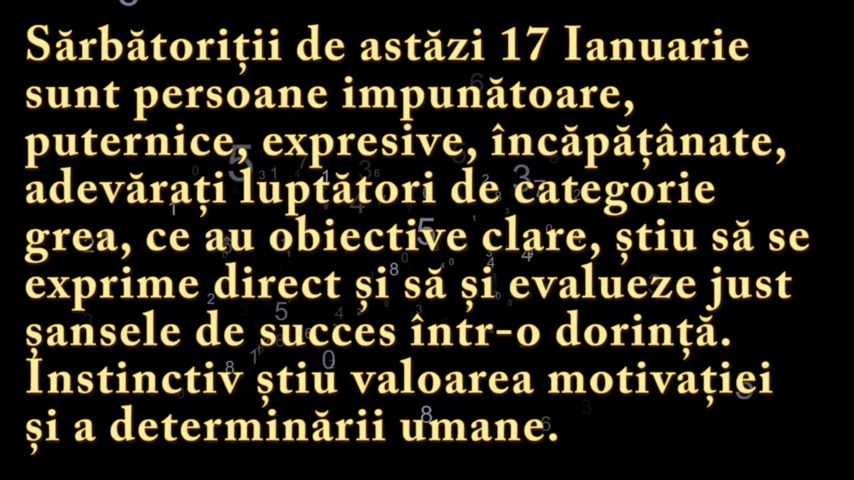 Sărbătoriții de astăzi 17 Ianuarie
sunt persoane impunătoare,
puternice, expresive, încăpățânate,
adevărați luptători de categorie
grea, ce au obiective clare, știu să se
exprime direct și să și evalueze just
șansele de succes într-o dorință.
Instinctiv știu valoarea motivației
și a determinării umane.